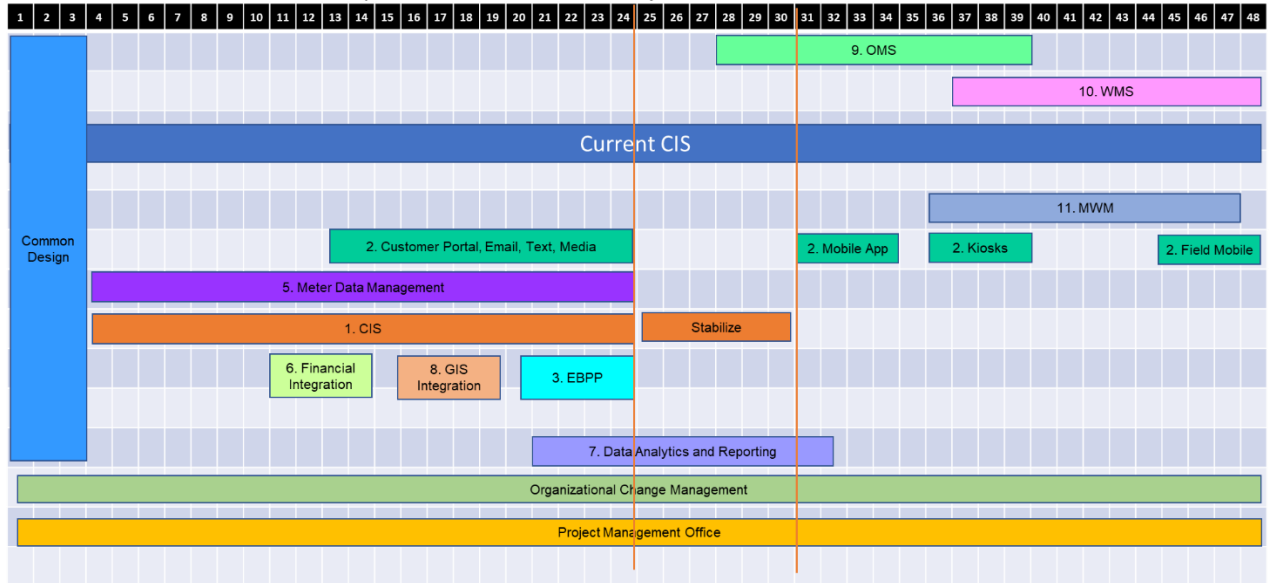 1 2 3 4 5 6 7 8 9 10 11 12 13 14 15 16 17 18 19 20 21 22 23 24 25 26 27 28 29 30 31 32 33 34 35 36 37 38 39 40 41 42 43 44 45 46 47 48
9. OMS
10. WMS
Current CIS
11. MWM
Common
Design
2. Customer Portal, Email, Text, Media
2. Mobile App
2. Kiosks
2. Field Mobile
5. Meter Data Management
1. CIS
Stabilize
6. Financial
Integration
8. GIS
Integration
3. EBPP
7. Data Analytics and Reporting
Organizational Change Management
Project Management Office